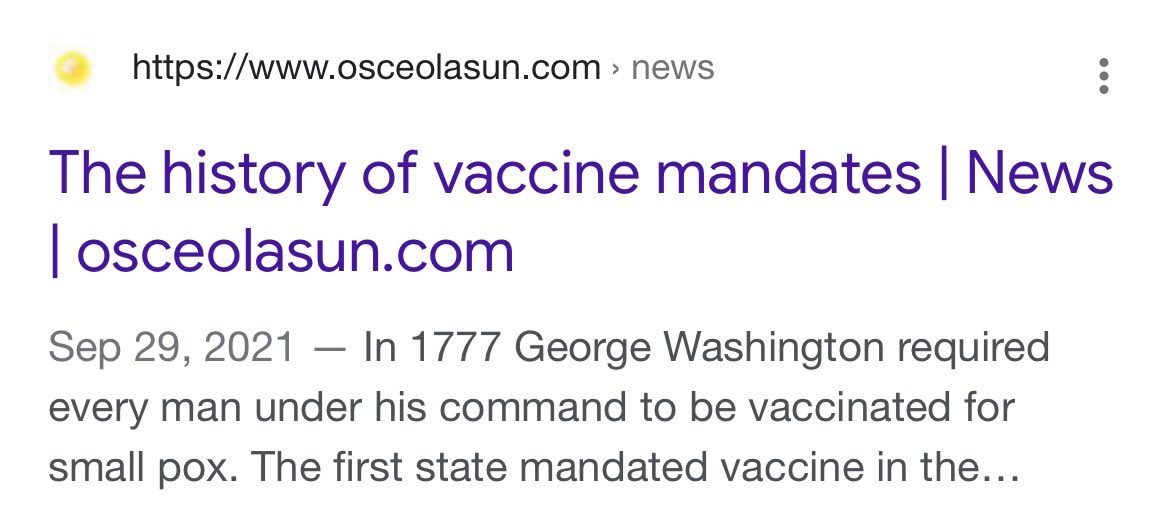 https://www.osceolasun.com › news
The history of vaccine mandates | News
| osceolasun.com
Sep 29, 2021 — In 1777 George Washington required
every man under his command to be vaccinated for
small pox. The first state mandated vaccine in the…